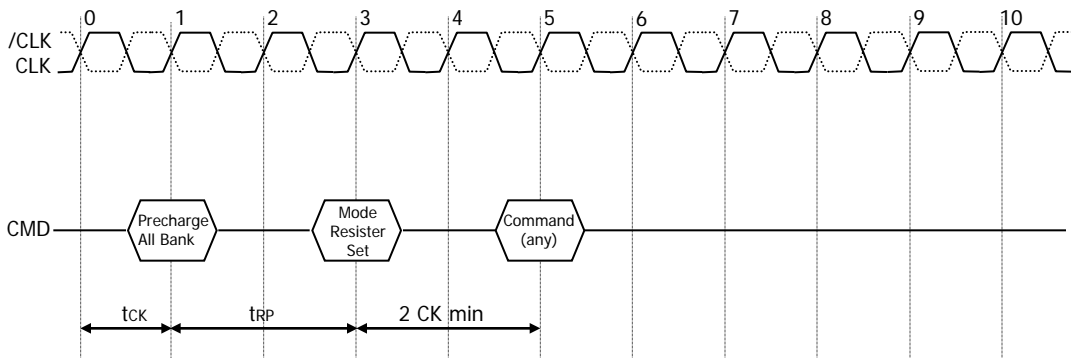 0 1 2 3 4 5 6 7 8 9 10
/CLK
CLK
CMD
Precharge
All Bank
Mode
Resister
Set
Command
(any)
tCK
tRP
2 CK min